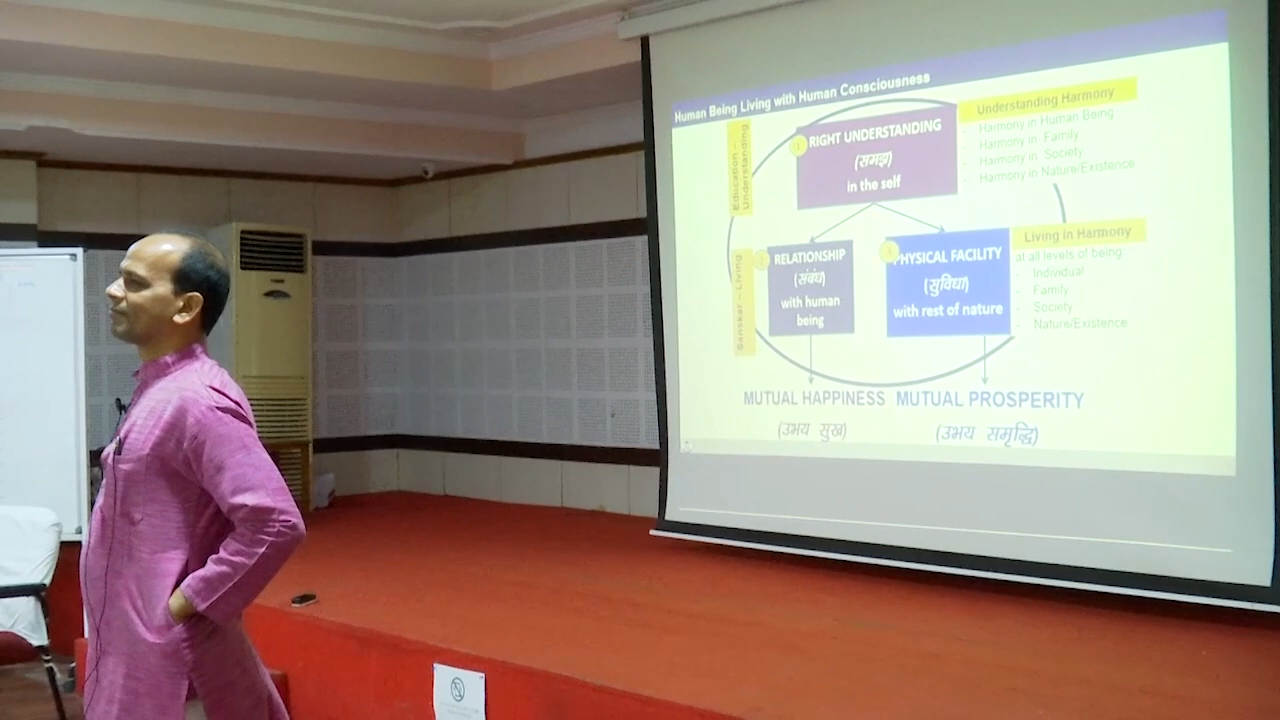 Human Being Living with Human Consciousness
Education –
Understanding
1
RIGHT UNDERSTANDING
(समझ)
in the self
Understanding Harmony
- Harmony in Human Being
- Harmony in Family
- Harmony in Society
- Harmony in Nature/Existence
Sanskar – Living
2
RELATIONSHIP
(संबंध)
with human
being
3
PHYSICAL FACILITY
(सुविधा)
with rest of nature
Living in Harmony
at all levels of being
- Individual
- Family
- Society
- Nature/Existence
MUTUAL HAPPINESS
(उभय सुख)
MUTUAL PROSPERITY
(उभय समृद्धि)